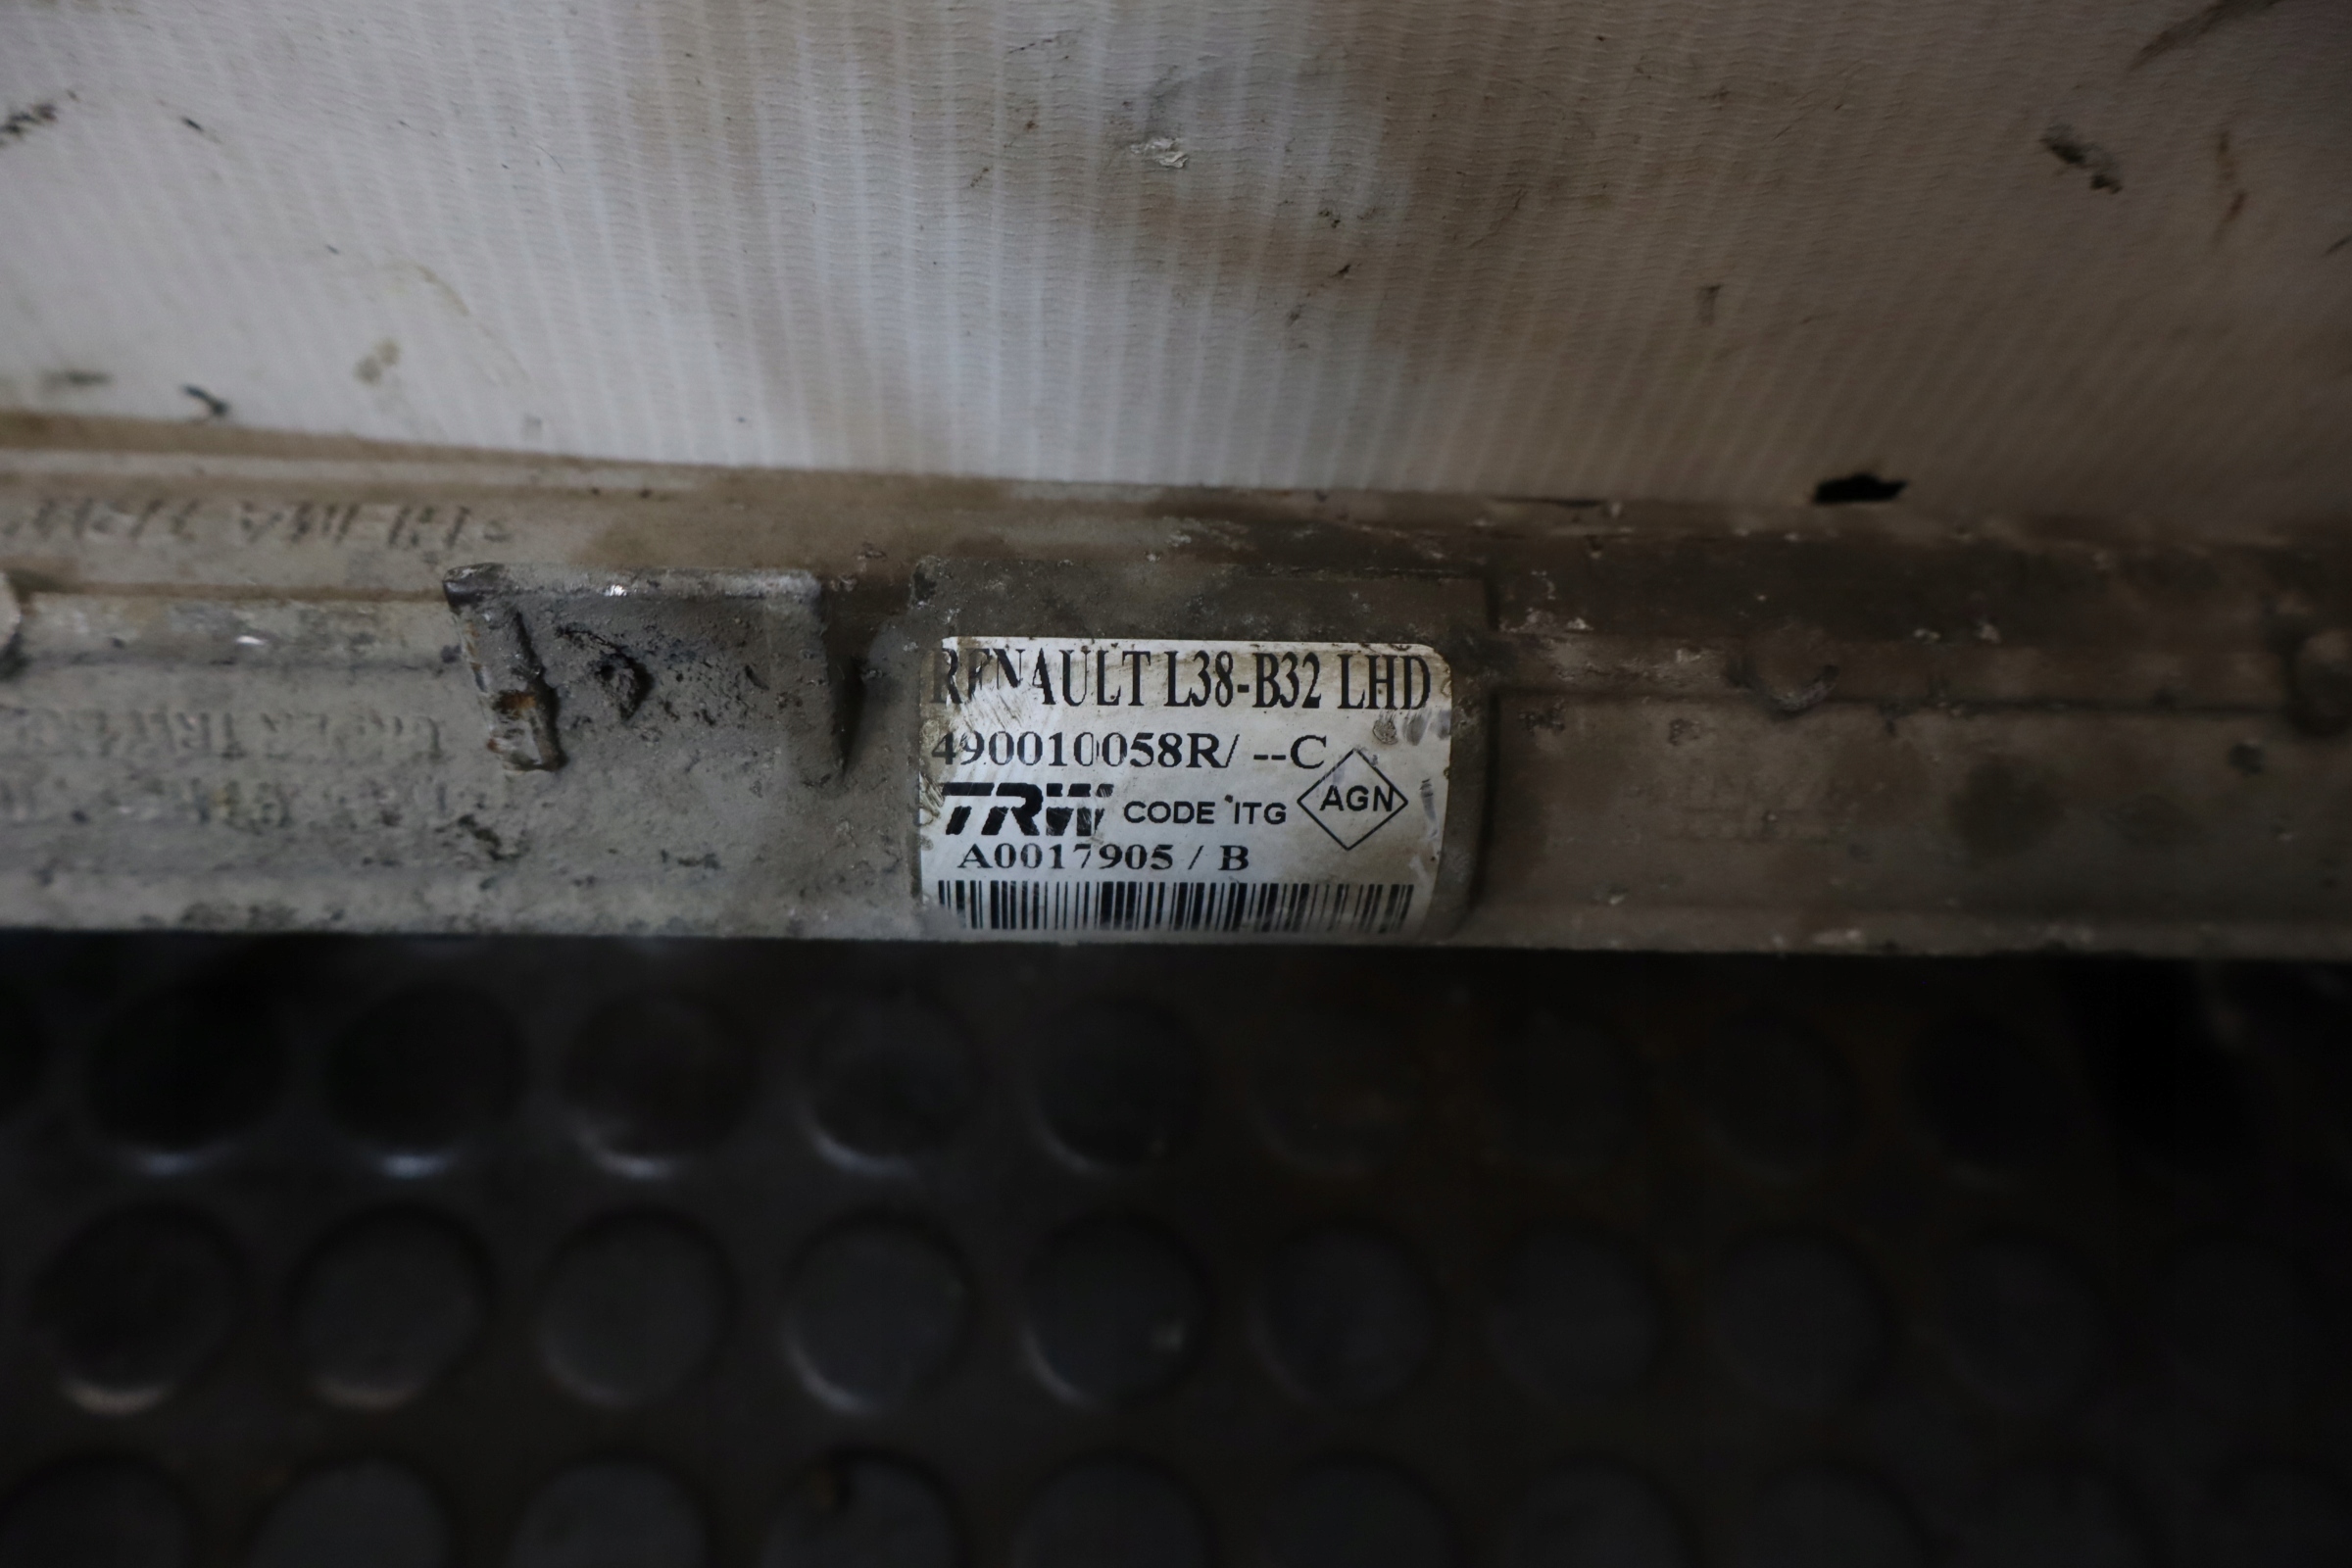 RENAULT L38-B32 LHD
490010058R/ --C
TRW CODE ITG AGN
A0017905 / B